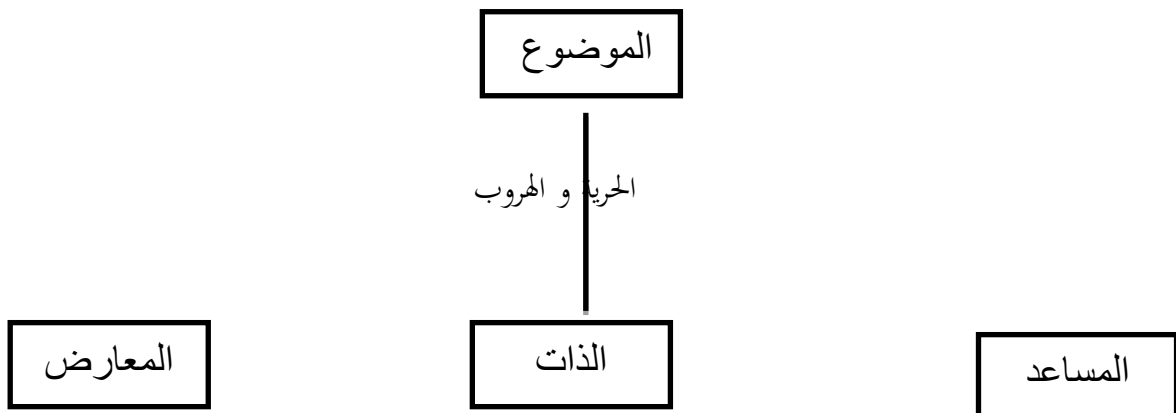 الموضوع
الحرية و الهروب
المساعد
الذات
المعارض